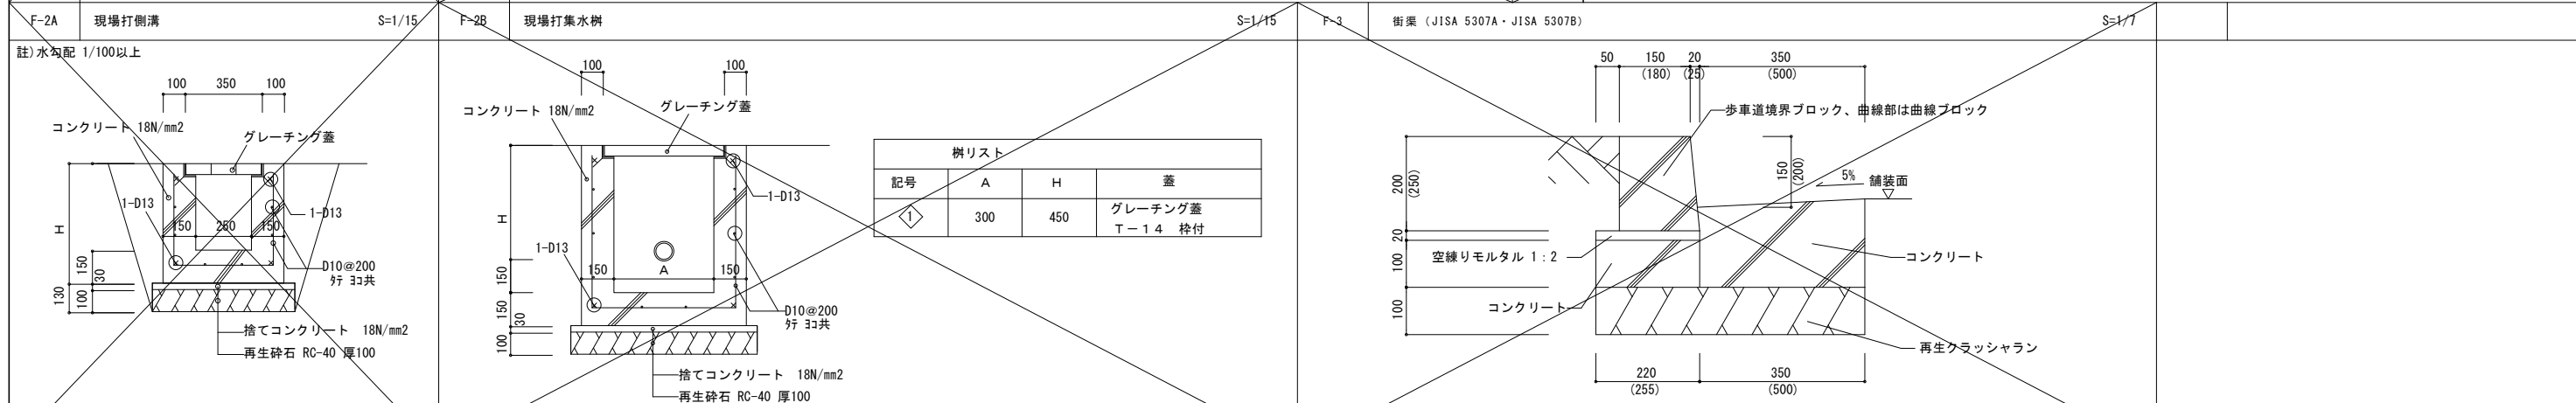 F-2A 現場打側溝 S=1/15
註)水勾配 1/100以上
100 350 100
コンクリート 18N/mm2
グレーチング蓋
1-D13
1-D13
150 260 150
H
150
30
130
100
D10@200
ﾀﾃ ﾖｺ共
捨てコンクリート 18N/mm2
再生砕石 RC-40 厚100
F-2B 現場打集水桝 S=1/15
100 100
コンクリート 18N/mm2
グレーチング蓋
1-D13
H
1-D13
150 A 150
150
150
30
100
D10@200
ﾀﾃ ﾖｺ共
捨てコンクリート 18N/mm2
再生砕石 RC-40 厚100
桝リスト
記号 A H 蓋
1 300 450 グレーチング蓋
T－１４ 枠付
F-3 街渠 (JISA 5307A・JISA 5307B) S=1/7
50 150 20 350
(180) (25) (500)
歩車道境界ブロック、曲線部は曲線ブロック
200
(250)
150
(200)
5% 舗装面
20
100
100
空練りモルタル 1:2
コンクリート
コンクリート
再生クラッシャラン
220 350
(255) (500)